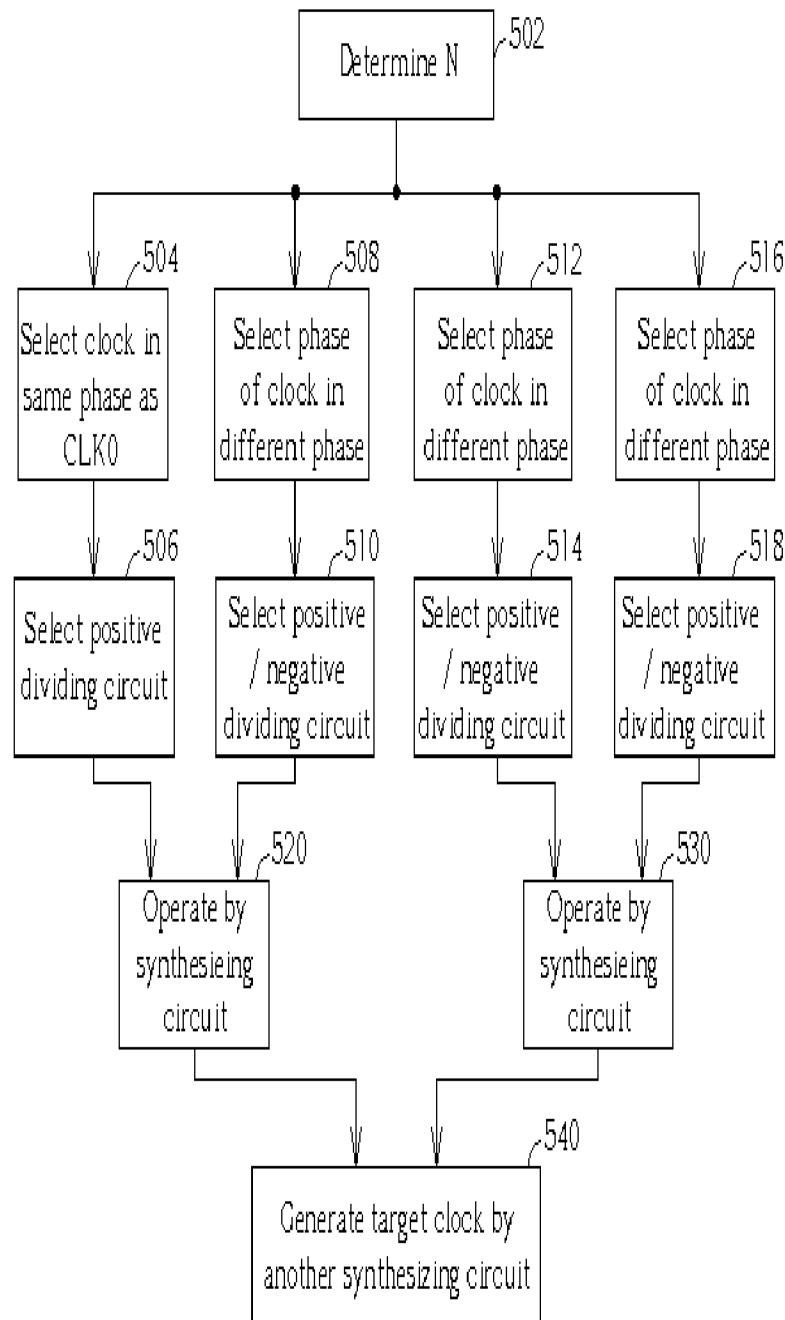 502
Determine N
504
508
512
516
Select clock in
same phase as
CLK0
Select phase
of clock in
different phase
Select phase
of clock in
different phase
Select phase
of clock in
different phase
506
510
514
518
Select positive
dividing circuit
Select positive
/ negative
dividing circuit
Select positive
/ negative
dividing circuit
Select positive
/ negative
dividing circuit
520
530
Operate by
synthesieing
circuit
Operate by
synthesieing
circuit
540
Generate target clock by
another synthesizing circuit